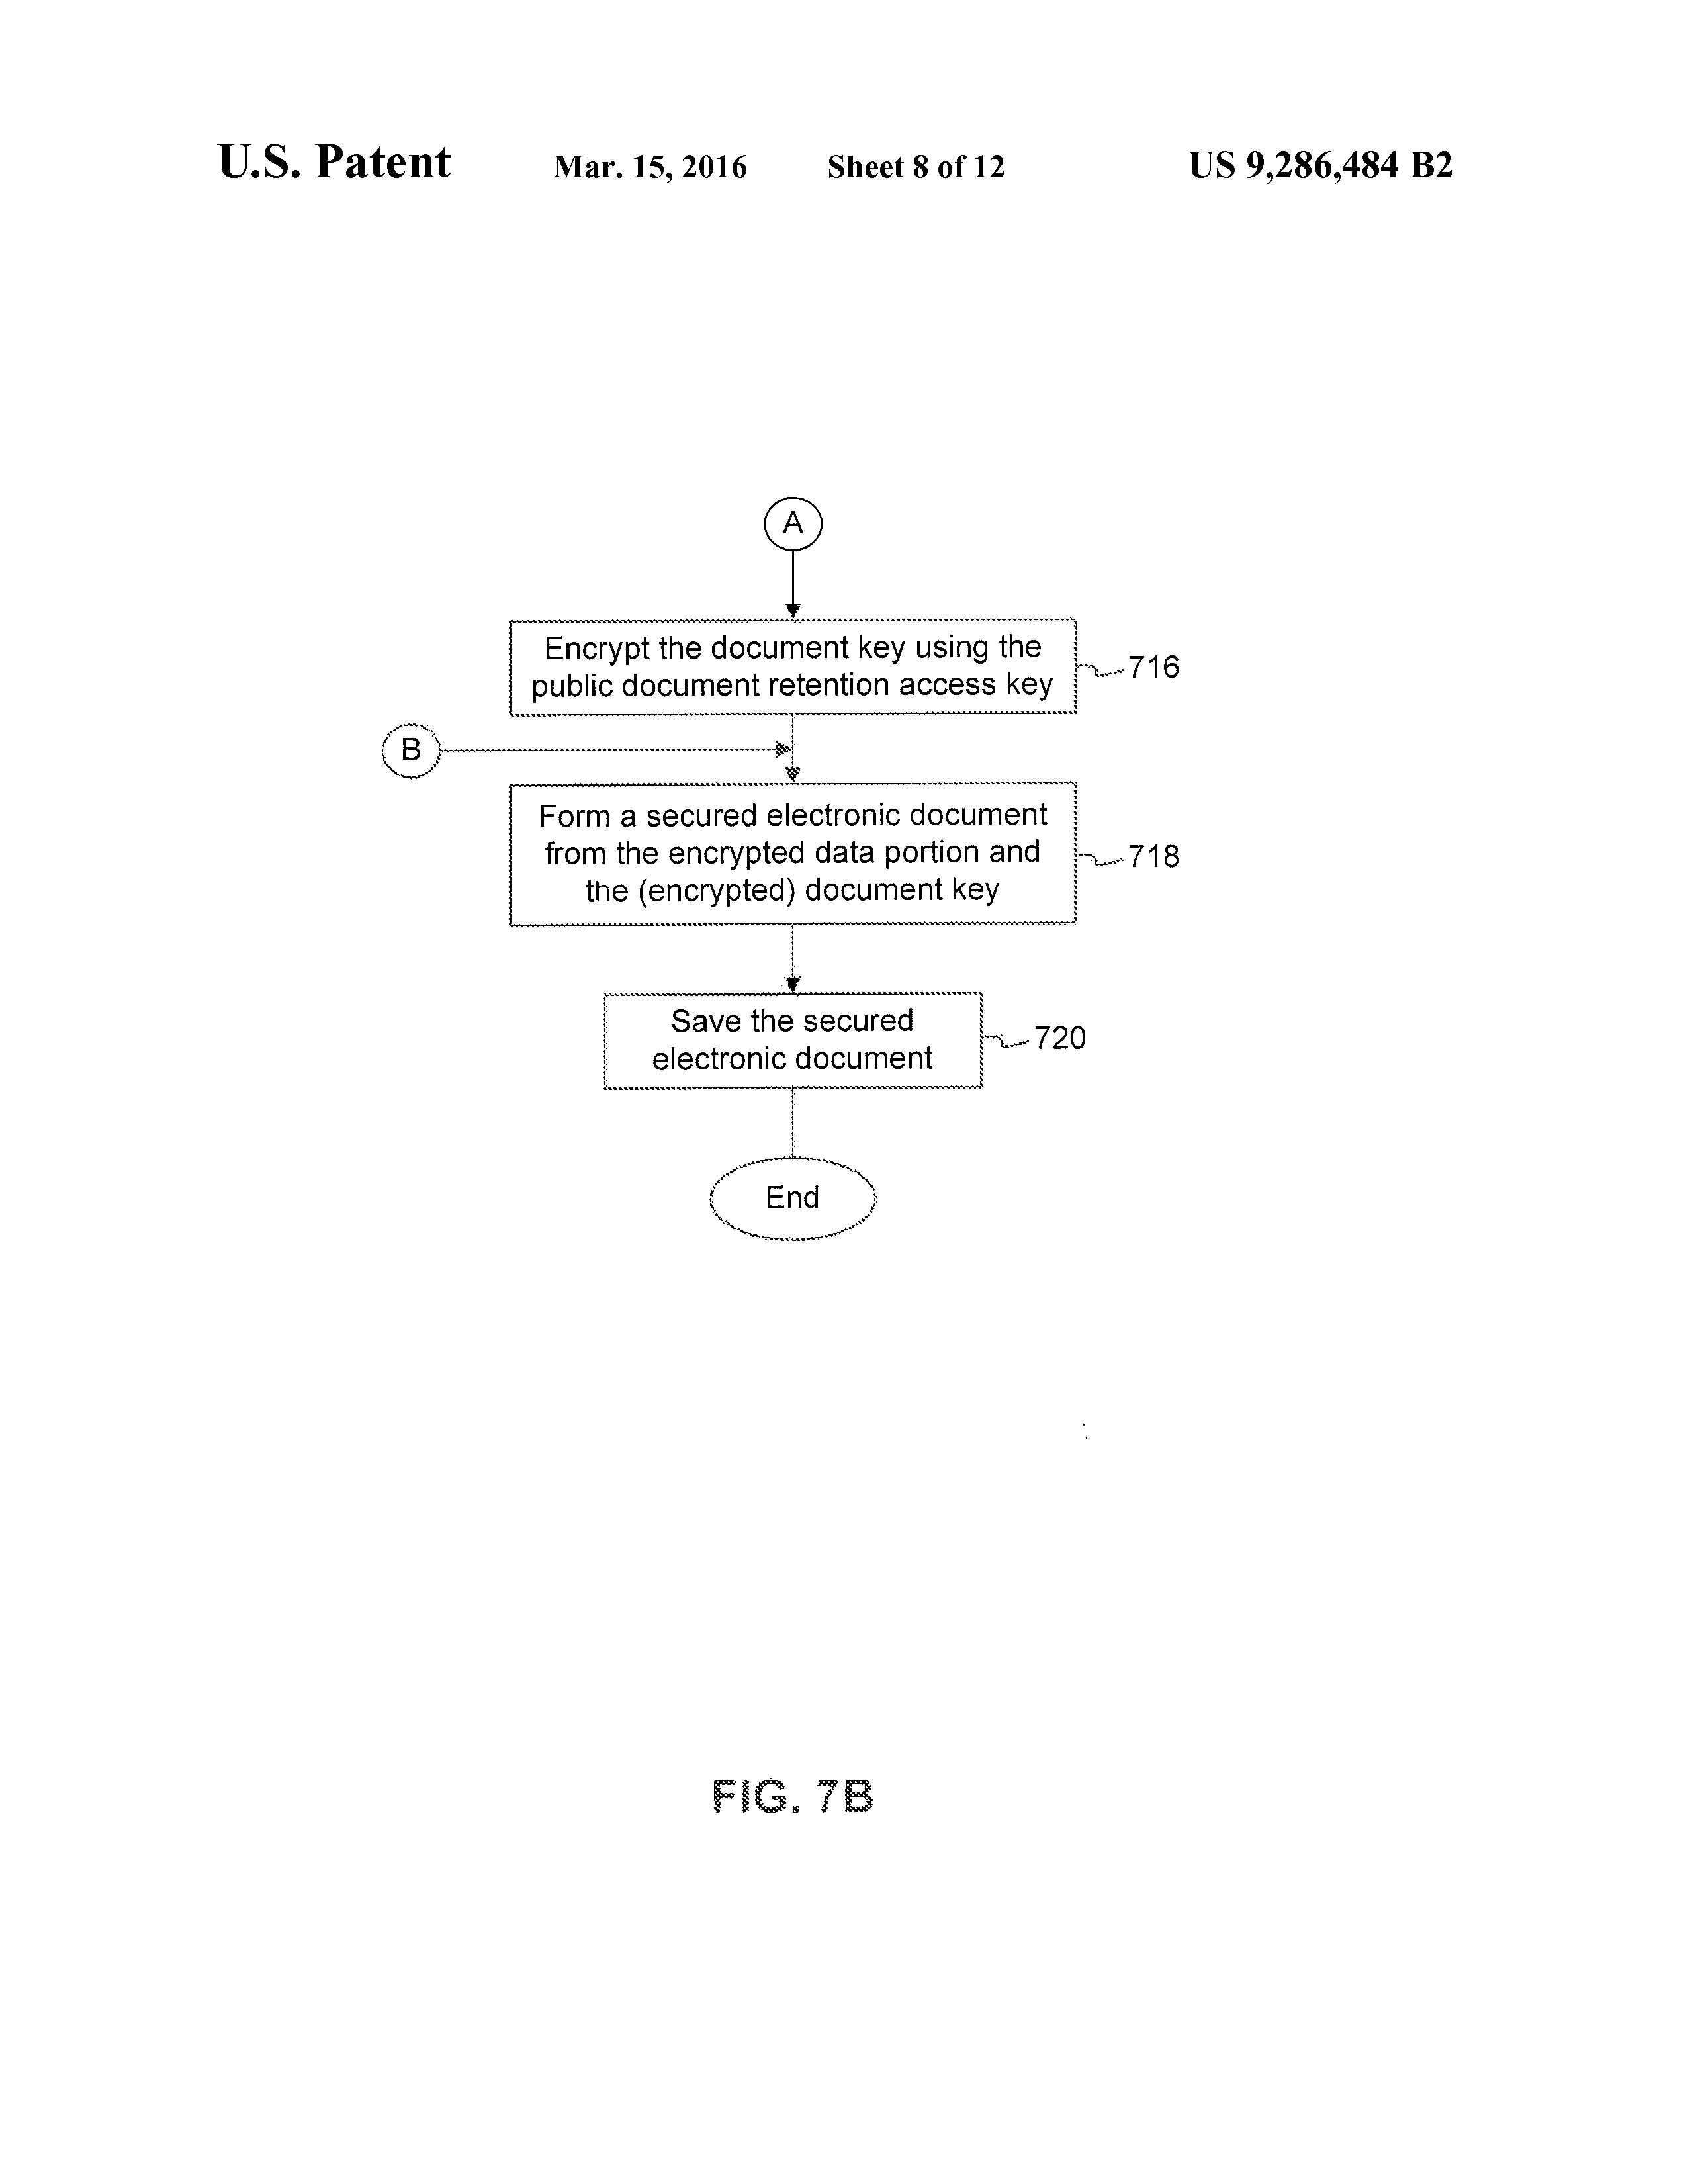 U.S. Patent Mar. 15, 2016 Sheet 8 of 12 US 9,286,484 B2
A
Encrypt the document key using the
public document retention access key
716
B
Form a secured electronic document
from the encrypted data portion and
the (encrypted) document key
718
Save the secured
electronic document
720
End
FIG. 7B